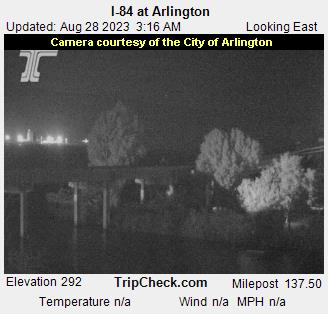 I-84 at Arlington
Updated: Aug 28 2023 3:16 AM Looking East
Camera courtesy of the City of Arlington
Elevation 292 TripCheck.com Milepost 137.50
Temperature n/a Wind n/a MPH n/a